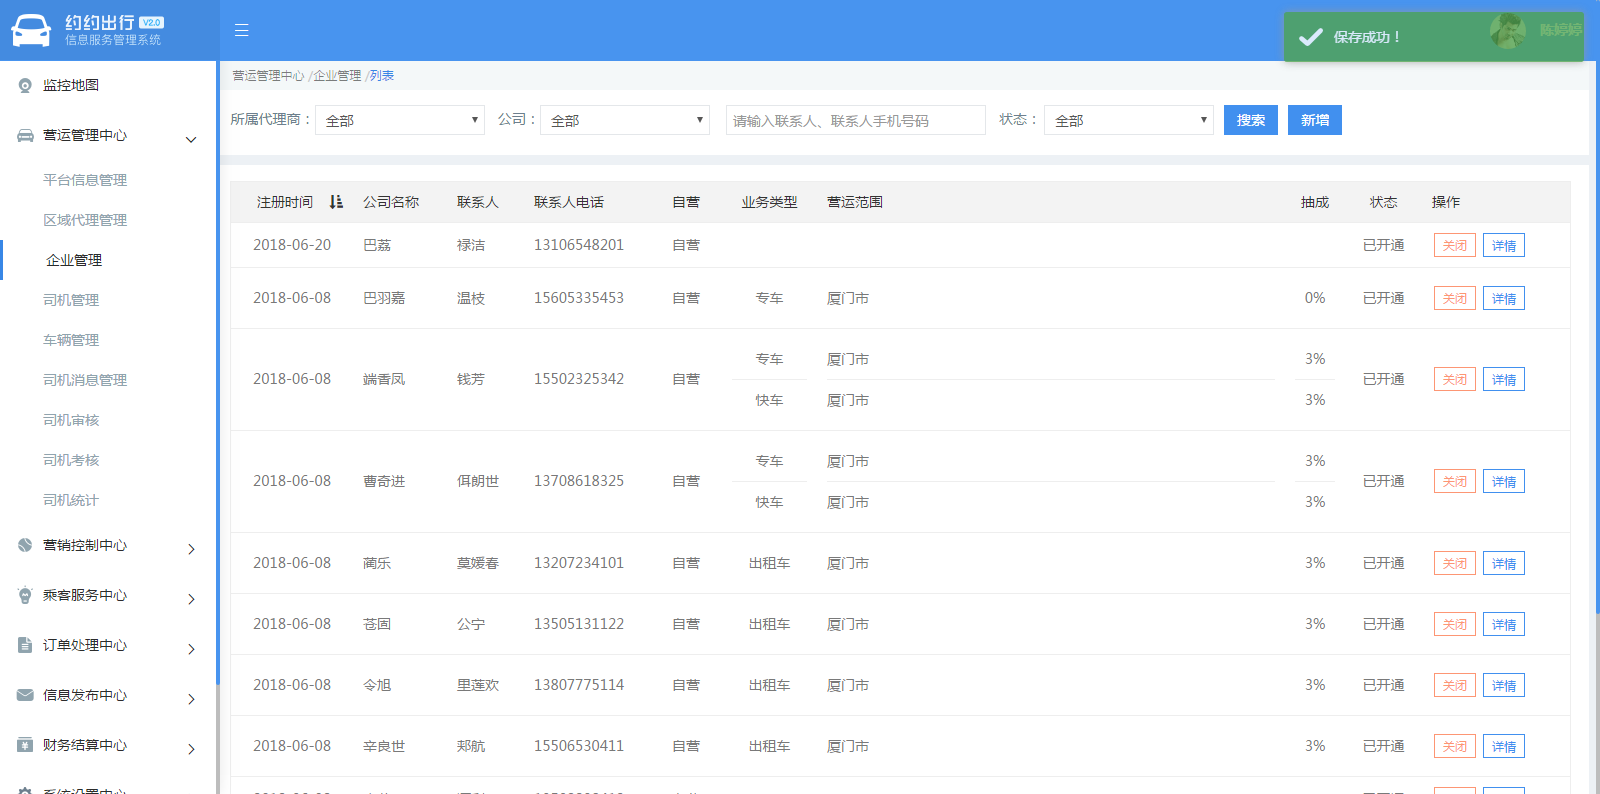 约约出行 V2.0
信息服务管理系统
保存成功！
陈婷婷
监控地图
营运管理中心
平台信息管理
区域代理管理
企业管理
司机管理
车辆管理
司机消息管理
司机审核
司机考核
司机统计
营销控制中心
乘客服务中心
订单处理中心
信息发布中心
财务结算中心
系统设置中心
营运管理中心 /企业管理 /列表
所属代理商： 全部 公司： 全部 请输入联系人、联系人手机号码 状态： 全部 搜索 新增
注册时间 公司名称 联系人 联系人电话 自营 业务类型 营运范围 抽成 状态 操作
2018-06-20 巴荔 禄洁 13106548201 自营 已开通 关闭 详情
2018-06-08 巴羽嘉 温枝 15605335453 自营 专车 厦门市 0% 已开通 关闭 详情
专车 厦门市 3%
2018-06-08 端香凤 钱芳 15502325342 自营 已开通 关闭 详情
快车 厦门市 3%
专车 厦门市 3%
2018-06-08 曹奇进 佴朗世 13708618325 自营 已开通 关闭 详情
快车 厦门市 3%
2018-06-08 蔺乐 莫媛春 13207234101 自营 出租车 厦门市 3% 已开通 关闭 详情
2018-06-08 苍固 公宁 13505131122 自营 出租车 厦门市 3% 已开通 关闭 详情
2018-06-08 令旭 里莲欢 13807775114 自营 出租车 厦门市 3% 已开通 关闭 详情
2018-06-08 辛良世 郏航 15506530411 自营 出租车 厦门市 3% 已开通 关闭 详情